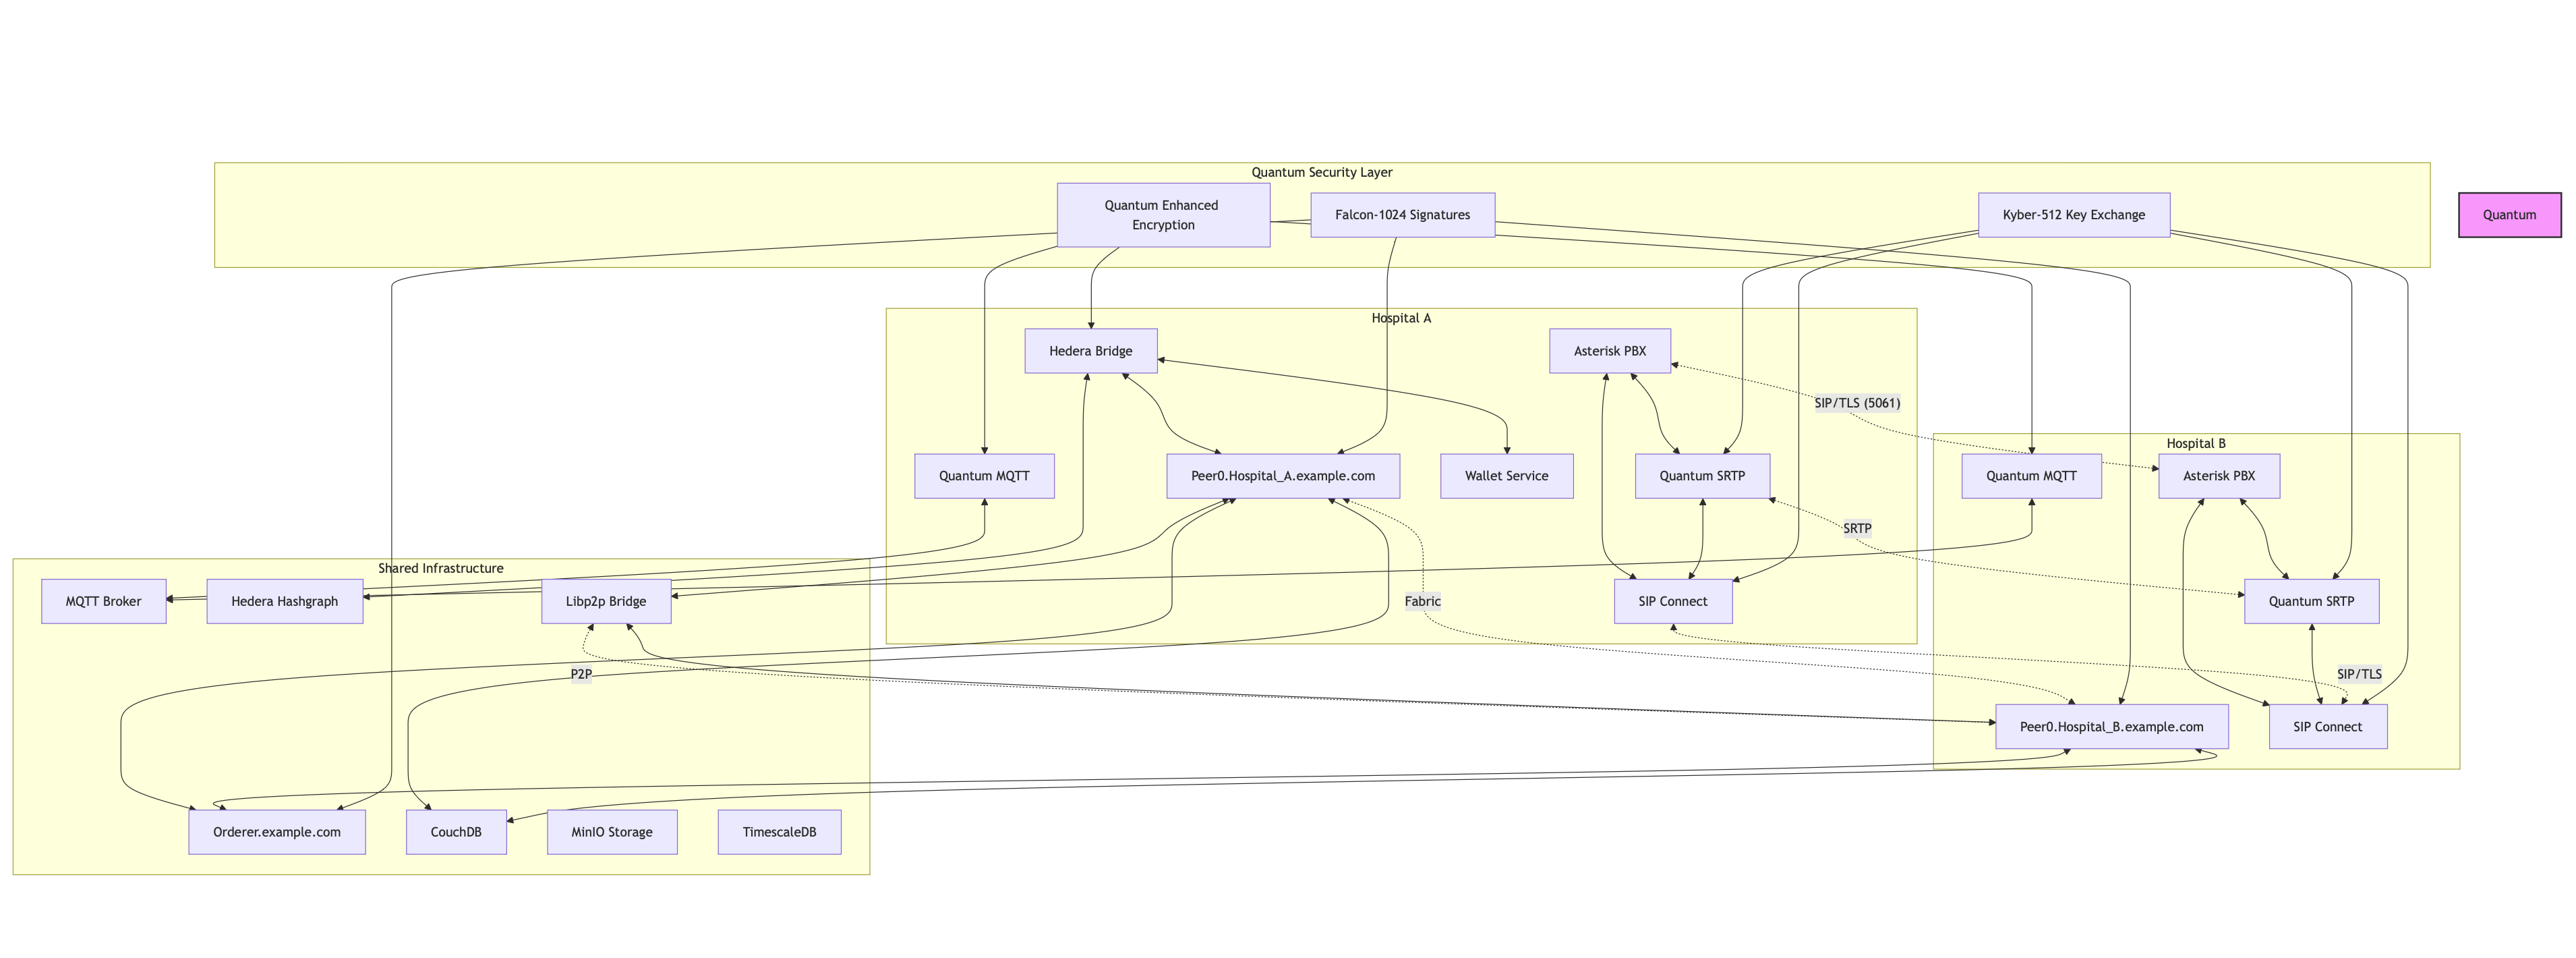 Quantum Security Layer
Quantum Enhanced
Encryption
Falcon-1024 Signatures
Kyber-512 Key Exchange
Quantum
Hospital A
Hedera Bridge
Asterisk PBX
SIP/TLS (5061)
Quantum MQTT
Peer0.Hospital_A.example.com
Wallet Service
Quantum SRTP
Hospital B
Quantum MQTT
Asterisk PBX
SRTP
Shared Infrastructure
MQTT Broker
Hedera Hashgraph
Libp2p Bridge
Fabric
SIP Connect
Quantum SRTP
P2P
SIP/TLS
Peer0.Hospital_B.example.com
SIP Connect
Orderer.example.com
CouchDB
MinIO Storage
TimescaleDB